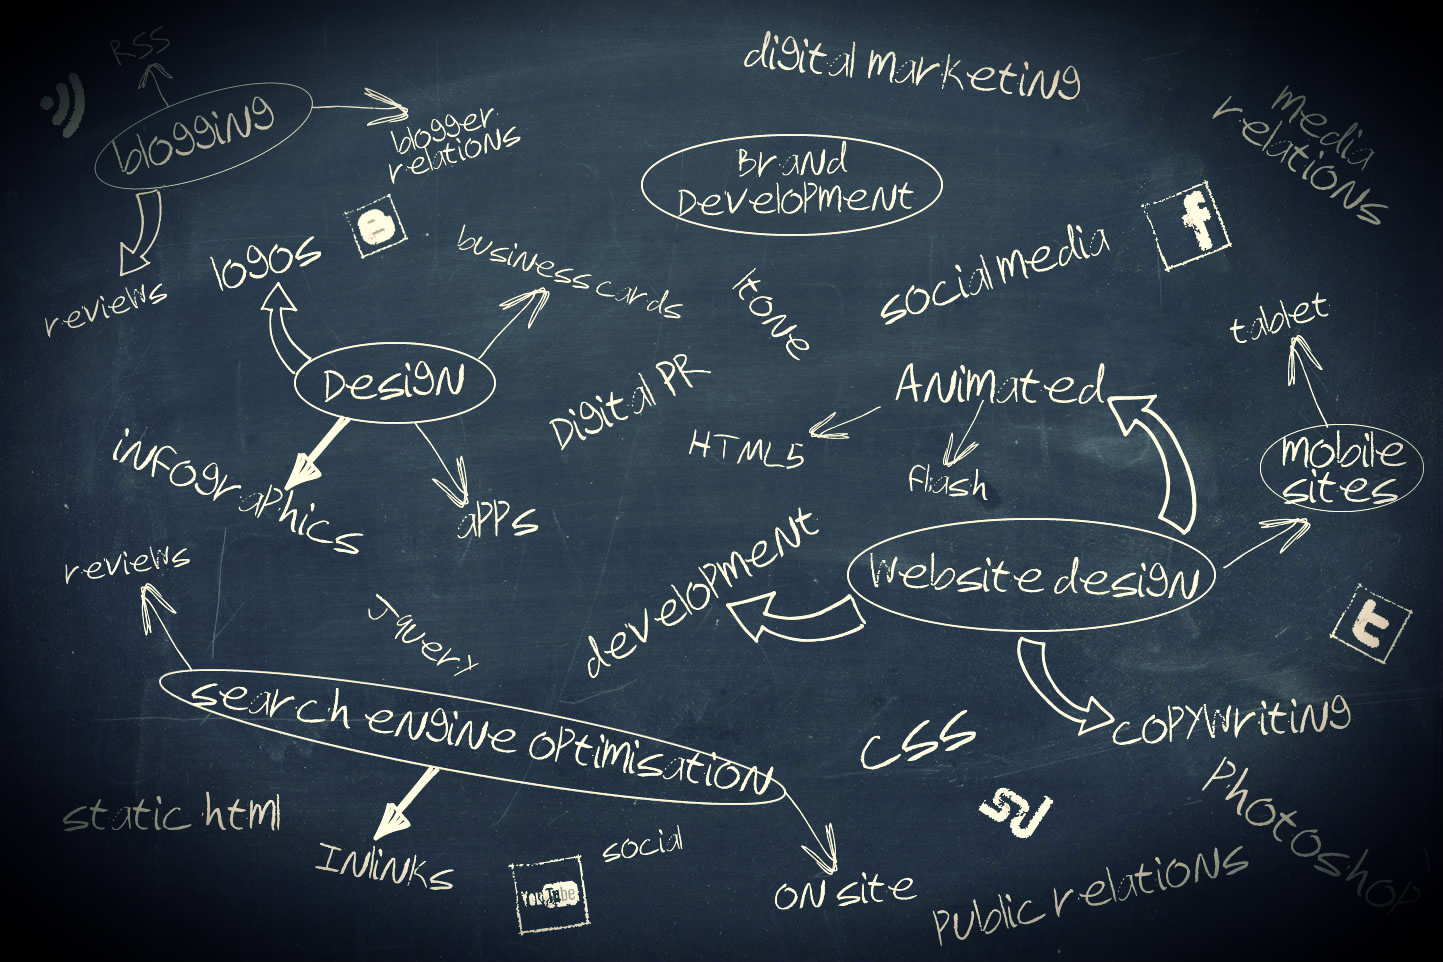 RSS
digital marketing
blogging
blogger
relations
media
relations
Brand
Development
logos
business cards
social media
f
reviews
tone
tablet
Design
Digital PR
Animated
HTML5
flash
mobile
sites
infographics
apps
reviews
development
website design
jquery
t
search engine optimisation
css
copywriting
static html
Inlinks
social
YouTube
on site
Photoshop
Public relations